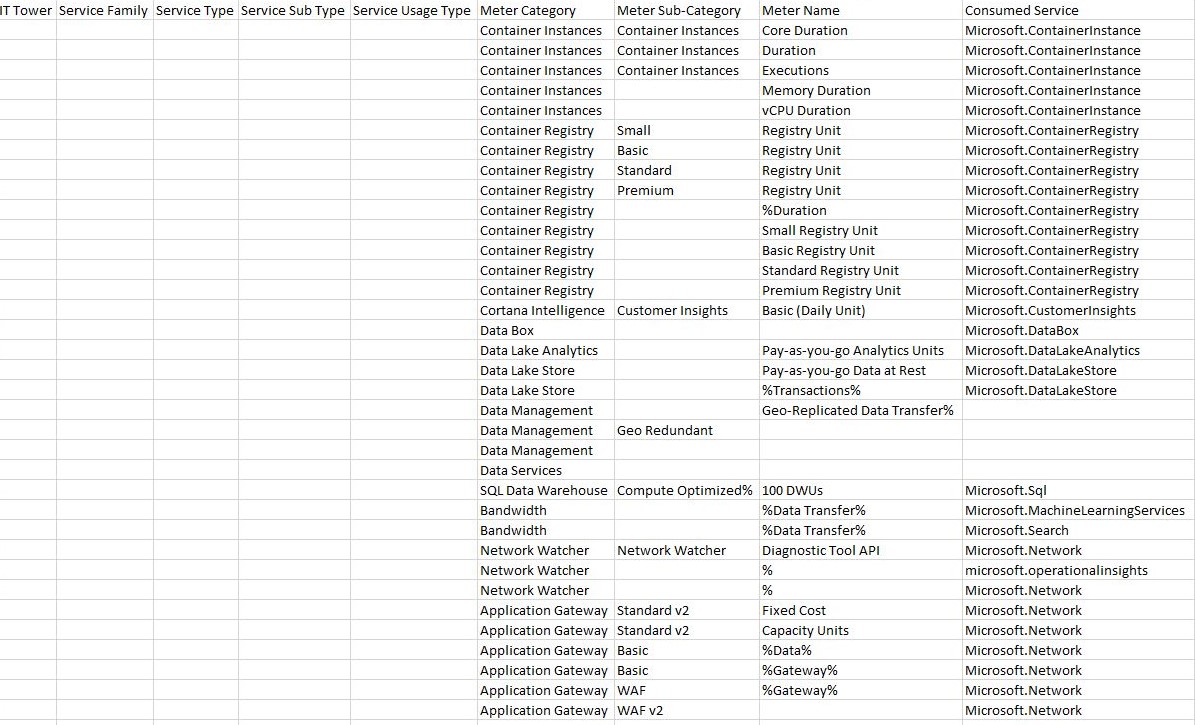 IT Tower Service Family Service Type Service Sub Type Service Usage Type Meter Category Meter Sub-Category Meter Name Consumed Service
Container Instances Container Instances Core Duration Microsoft.ContainerInstance
Container Instances Container Instances Duration Microsoft.ContainerInstance
Container Instances Container Instances Executions Microsoft.ContainerInstance
Container Instances Memory Duration Microsoft.ContainerInstance
Container Instances vCPU Duration Microsoft.ContainerInstance
Container Registry Small Registry Unit Microsoft.ContainerRegistry
Container Registry Basic Registry Unit Microsoft.ContainerRegistry
Container Registry Standard Registry Unit Microsoft.ContainerRegistry
Container Registry Premium Registry Unit Microsoft.ContainerRegistry
Container Registry %Duration Microsoft.ContainerRegistry
Container Registry Small Registry Unit Microsoft.ContainerRegistry
Container Registry Basic Registry Unit Microsoft.ContainerRegistry
Container Registry Standard Registry Unit Microsoft.ContainerRegistry
Container Registry Premium Registry Unit Microsoft.ContainerRegistry
Cortana Intelligence Customer Insights Basic (Daily Unit) Microsoft.CustomerInsights
Data Box Microsoft.DataBox
Data Lake Analytics Pay-as-you-go Analytics Units Microsoft.DataLakeAnalytics
Data Lake Store Pay-as-you-go Data at Rest Microsoft.DataLakeStore
Data Lake Store %Transactions% Microsoft.DataLakeStore
Data Management Geo-Replicated Data Transfer%
Data Management Geo Redundant
Data Management
Data Services
SQL Data Warehouse Compute Optimized% 100 DWUs Microsoft.Sql
Bandwidth %Data Transfer% Microsoft.MachineLearningServices
Bandwidth %Data Transfer% Microsoft.Search
Network Watcher Network Watcher Diagnostic Tool API Microsoft.Network
Network Watcher % microsoft.operationalinsights
Network Watcher % Microsoft.Network
Application Gateway Standard v2 Fixed Cost Microsoft.Network
Application Gateway Standard v2 Capacity Units Microsoft.Network
Application Gateway Basic %Data% Microsoft.Network
Application Gateway Basic %Gateway% Microsoft.Network
Application Gateway WAF %Gateway% Microsoft.Network
Application Gateway WAF v2 Microsoft.Network